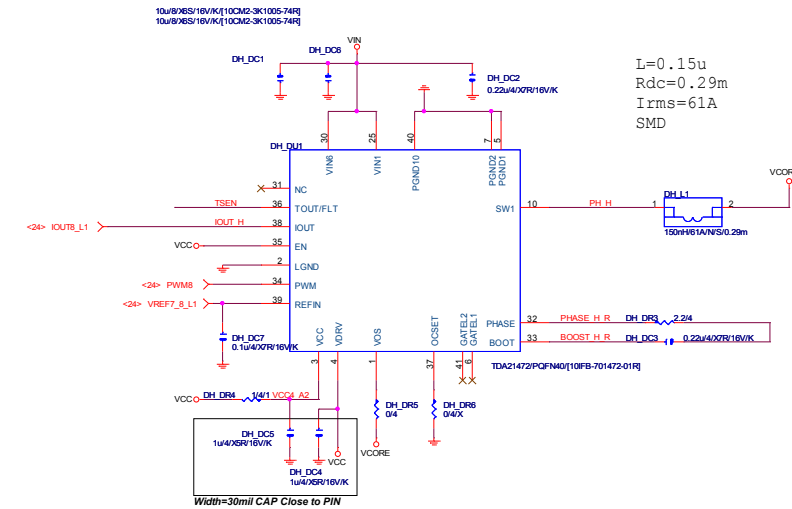 10u/8/X6S/16V/K/[10CM2-3K1005-74R]
10u/8/X6S/16V/K/[10CM2-3K1005-74R]
VIN
DH_DC1
DH_DC6
DH_DC2
0.22u/4/X7R/16V/K
L=0.15u
Rdc=0.29m
Irms=61A
SMD
DH_DU1
30
25
40
7
5
VIN6
VIN1
PGND10
PGND2
PGND1
VCOR
31
NC
TSEN
36
TOUT/FLT
SW1
10
PH_H
DH_L1
1
2
150nH/61A/N/S/0.29m
<24> IOUT8_L1
IOUT_H
38
IOUT
VCC
35
EN
2
LGND
<24> PWM8
34
PWM
<24> VREF7_8_L1
39
REFIN
DH_DC7
0.1u/4/X7R/16V/K
VCC
VDRV
VOS
OCSET
GATEL2
GATEL1
PHASE
32
PHASE_H_R
DH_DR3
2.2/4
BOOT
33
BOOST_H_R
DH_DC3
0.22u/4/X7R/16V/K
3
4
1
37
41
6
TDA21472/PQFN40/[10IFB-701472-01R]
VCC
DH_DR4
1/4/1
VCC4_A2
DH_DR5
0/4
DH_DR6
0/4/X
DH_DC5
1u/4/X5R/16V/K
VCORE
VCC
DH_DC4
1u/4/X5R/16V/K
Width=30mil CAP Close to PIN